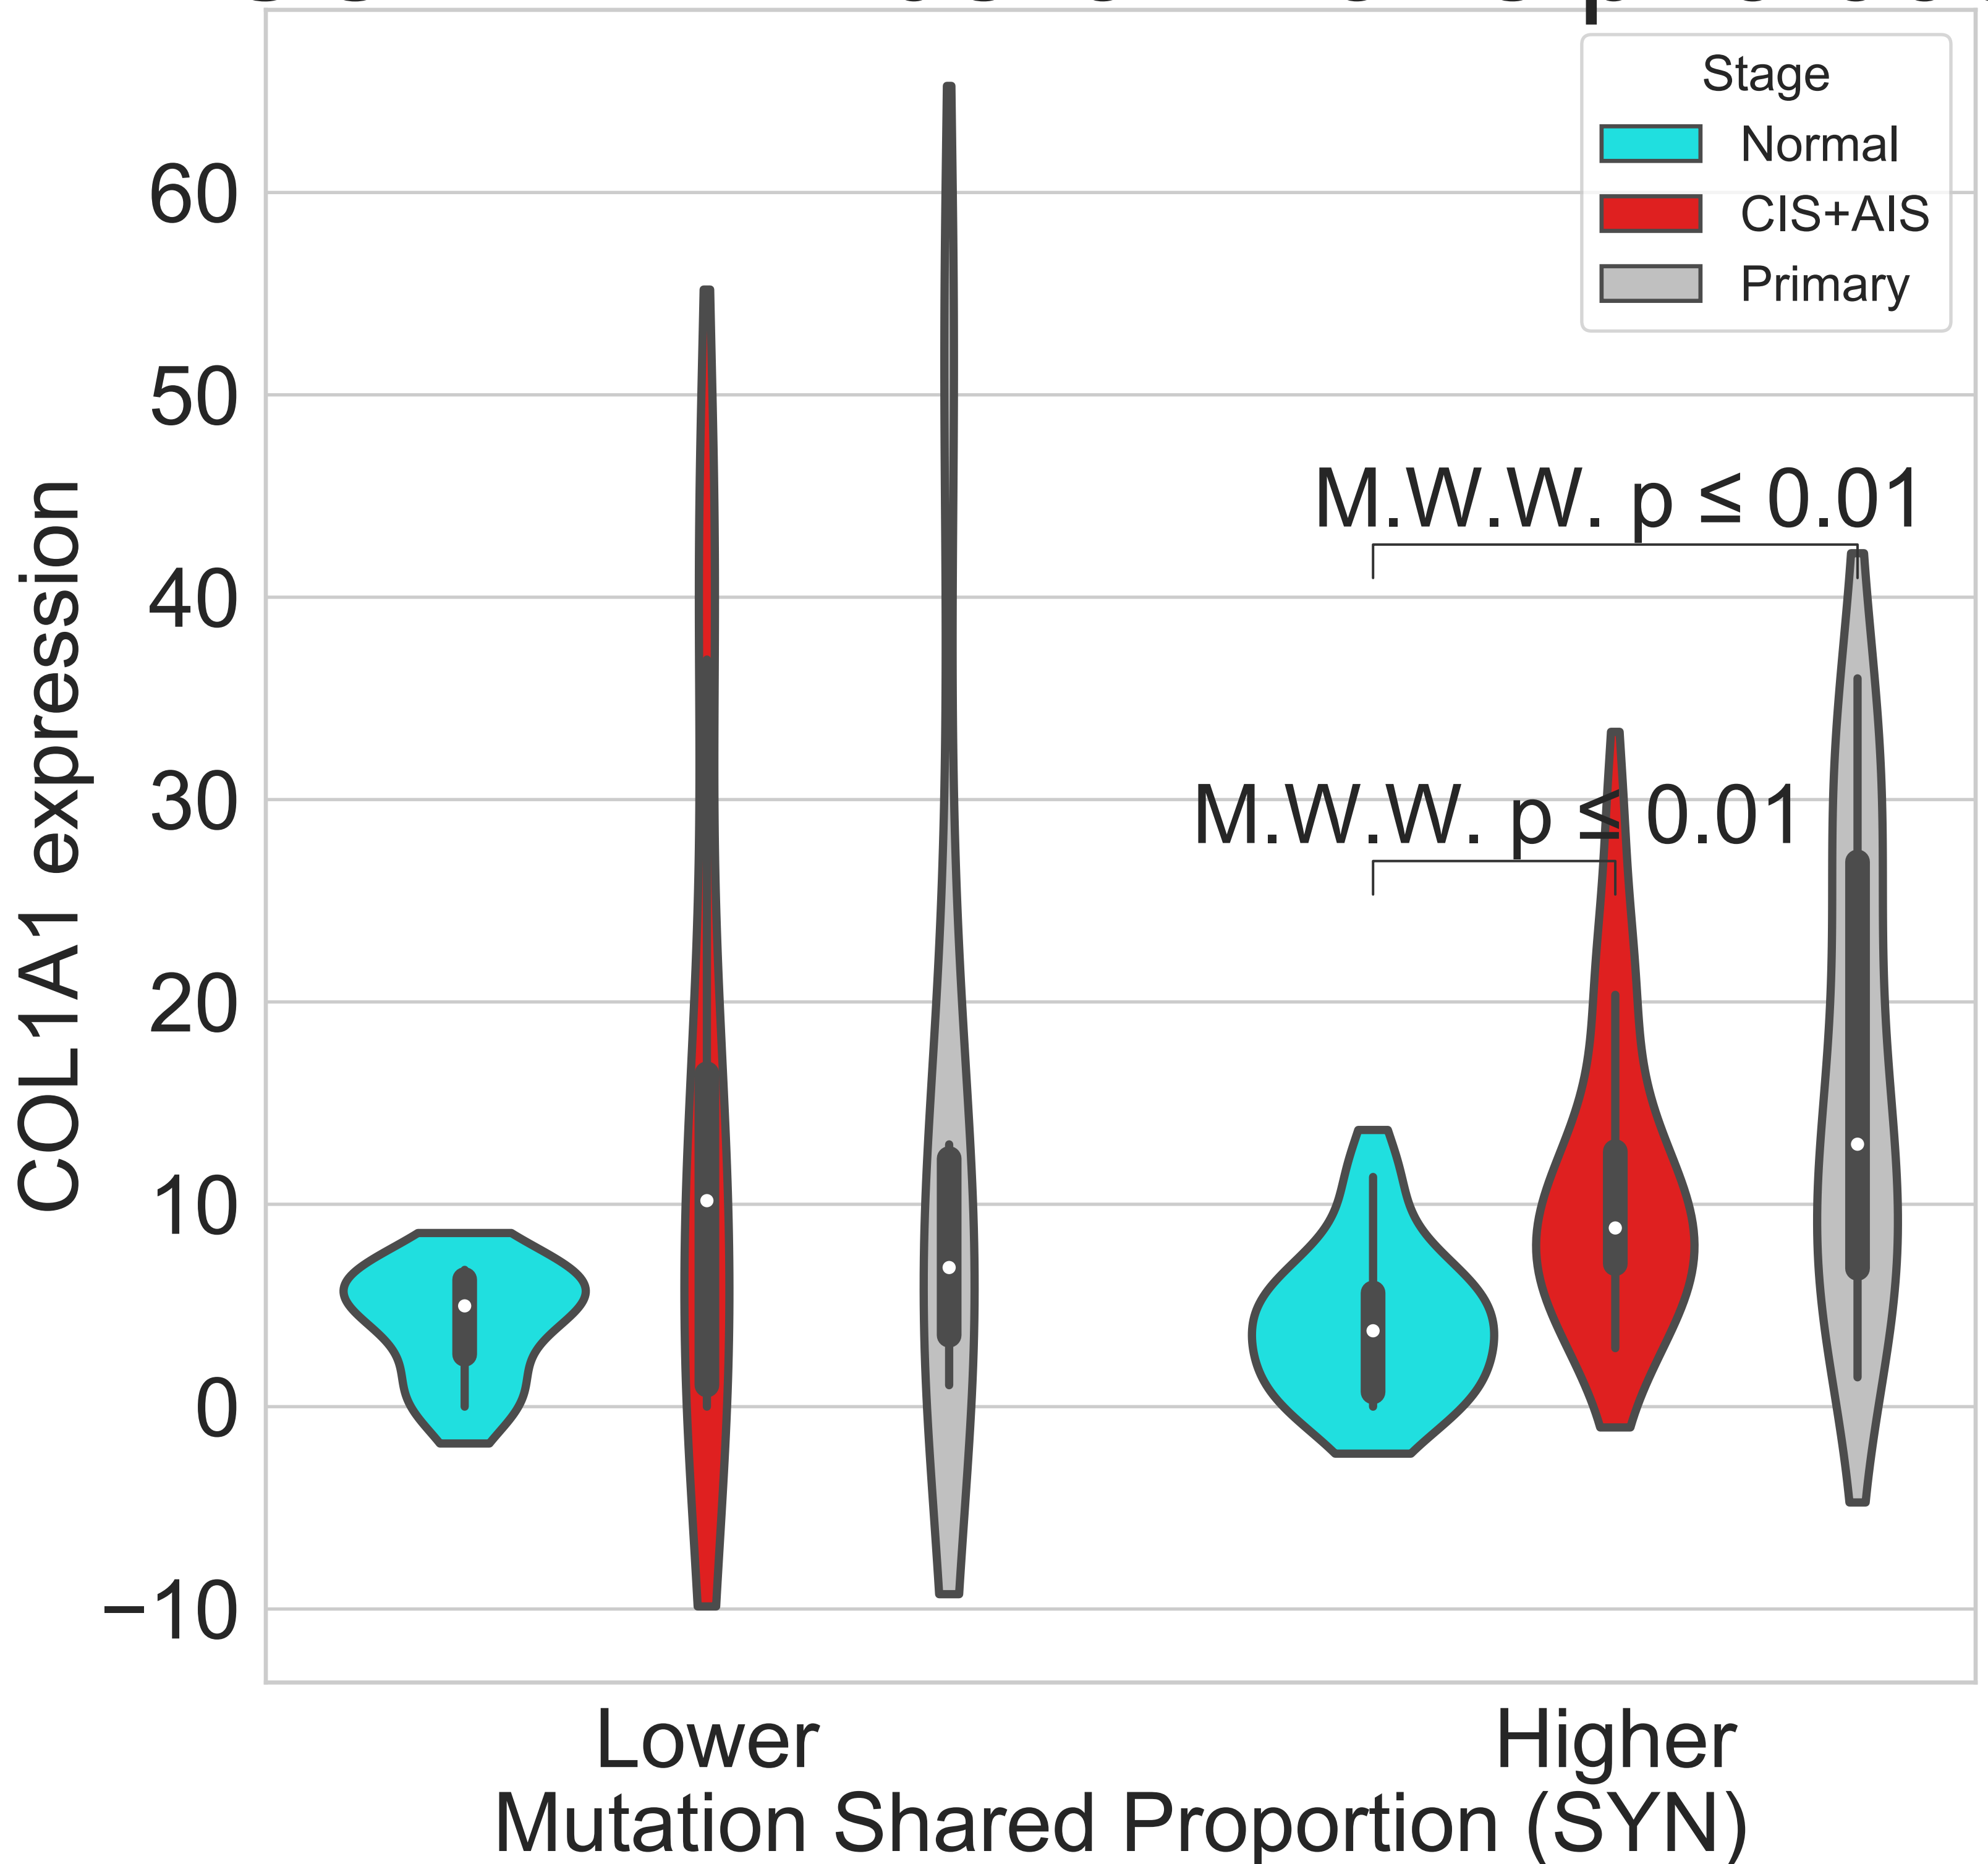 Stage
Normal
CIS+AIS
Primary
60
50
40
30
20
10
0
−10
COL1A1 expression
M.W.W. p ≤ 0.01
M.W.W. p ≤ 0.01
Lower
Higher
Mutation Shared Proportion (SYN)